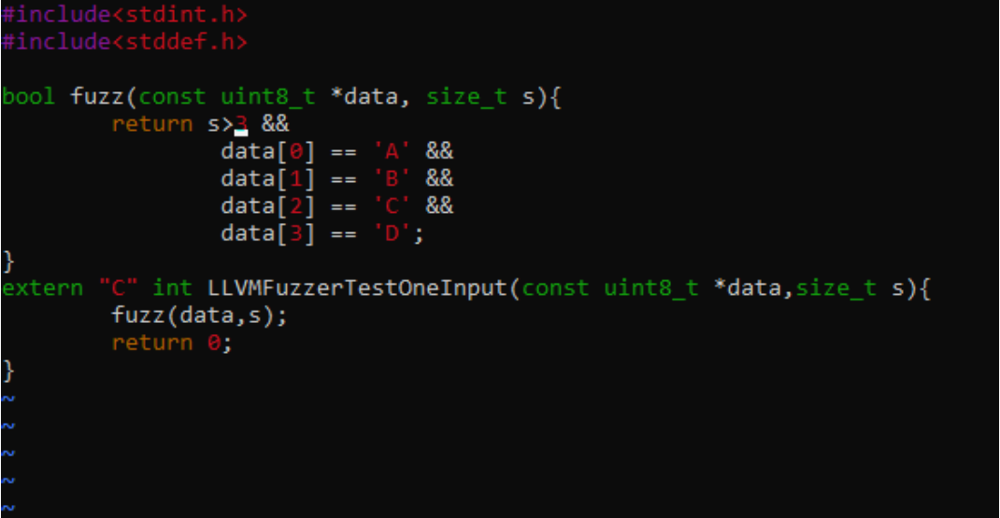 #include<stdint.h>
#include<stddef.h>

bool fuzz(const uint8_t *data, size_t s){
        return s>3 &&
                data[0] == 'A' &&
                data[1] == 'B' &&
                data[2] == 'C' &&
                data[3] == 'D';
}
extern "C" int LLVMFuzzerTestOneInput(const uint8_t *data,size_t s){
        fuzz(data,s);
        return 0;
}
~
~
~
~
~